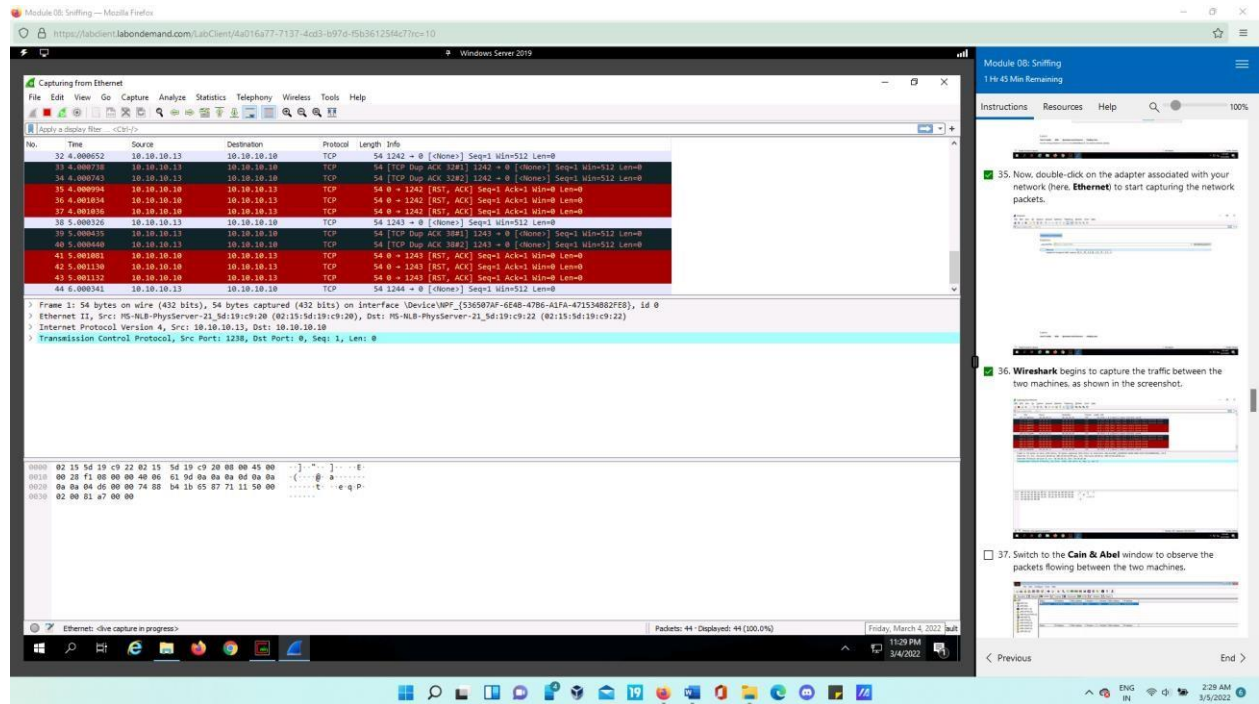 Module 08: Sniffing — Mozilla Firefox
https://labclient.labondemand.com/LabClient/4a016a77-7137-4cd3-b97d-f5b36125f4c7?rc=10
Windows Server 2019
Capturing from Ethernet
File Edit View Go Capture Analyze Statistics Telephony Wireless Tools Help
Apply a display filter ... <Ctrl-/>
No. Time Source Destination Protocol Length Info
32 4.000652 10.10.10.13 10.10.10.10 TCP 54 1242 → 0 [<None>] Seq=1 Win=512 Len=0
33 4.000738 10.10.10.13 10.10.10.10 TCP 54 [TCP Dup ACK 32#1] 1242 → 0 [<None>] Seq=1 Win=512 Len=0
34 4.000743 10.10.10.13 10.10.10.10 TCP 54 [TCP Dup ACK 32#2] 1242 → 0 [<None>] Seq=1 Win=512 Len=0
35 4.000994 10.10.10.10 10.10.10.13 TCP 54 0 → 1242 [RST, ACK] Seq=1 Ack=1 Win=0 Len=0
36 4.001034 10.10.10.10 10.10.10.13 TCP 54 0 → 1242 [RST, ACK] Seq=1 Ack=1 Win=0 Len=0
37 4.001036 10.10.10.10 10.10.10.13 TCP 54 0 → 1242 [RST, ACK] Seq=1 Ack=1 Win=0 Len=0
38 5.000326 10.10.10.13 10.10.10.10 TCP 54 1243 → 0 [<None>] Seq=1 Win=512 Len=0
39 5.000435 10.10.10.13 10.10.10.10 TCP 54 [TCP Dup ACK 38#1] 1243 → 0 [<None>] Seq=1 Win=512 Len=0
40 5.000440 10.10.10.13 10.10.10.10 TCP 54 [TCP Dup ACK 38#2] 1243 → 0 [<None>] Seq=1 Win=512 Len=0
41 5.001081 10.10.10.10 10.10.10.13 TCP 54 0 → 1243 [RST, ACK] Seq=1 Ack=1 Win=0 Len=0
42 5.001130 10.10.10.10 10.10.10.13 TCP 54 0 → 1243 [RST, ACK] Seq=1 Ack=1 Win=0 Len=0
43 5.001132 10.10.10.10 10.10.10.13 TCP 54 0 → 1243 [RST, ACK] Seq=1 Ack=1 Win=0 Len=0
44 6.000341 10.10.10.13 10.10.10.10 TCP 54 1244 → 0 [<None>] Seq=1 Win=512 Len=0
> Frame 1: 54 bytes on wire (432 bits), 54 bytes captured (432 bits) on interface \Device\NPF_{536507AF-6E4B-47B6-A1FA-471534B82FE8}, id 0
> Ethernet II, Src: MS-NLB-PhysServer-21_5d:19:c9:20 (02:15:5d:19:c9:20), Dst: MS-NLB-PhysServer-21_5d:19:c9:22 (02:15:5d:19:c9:22)
> Internet Protocol Version 4, Src: 10.10.10.13, Dst: 10.10.10.10
> Transmission Control Protocol, Src Port: 1238, Dst Port: 0, Seq: 1, Len: 0
0000 02 15 5d 19 c9 22 02 15 5d 19 c9 20 08 00 45 00 ··]··"·· ]·· ··E·
0010 00 28 f1 08 00 00 40 06 61 9d 0a 0a 0a 0d 0a 0a ·(····@· a·······
0020 0a 0a 04 d6 00 00 74 88 b4 1b 65 87 71 11 50 00 ······t· ··e·q·P·
0030 02 00 81 a7 00 00 ······
Ethernet: <live capture in progress>
Packets: 44 · Displayed: 44 (100.0%)
Friday, March 4, 2022
ault
11:29 PM
3/4/2022
Module 08: Sniffing
1 Hr 45 Min Remaining
Instructions Resources Help 100%
35. Now, double-click on the adapter associated with your
network (here, Ethernet) to start capturing the network
packets.
36. Wireshark begins to capture the traffic between the
two machines, as shown in the screenshot.
37. Switch to the Cain & Abel window to observe the
packets flowing between the two machines.
< Previous
End >
ENG
IN
2:29 AM
3/5/2022